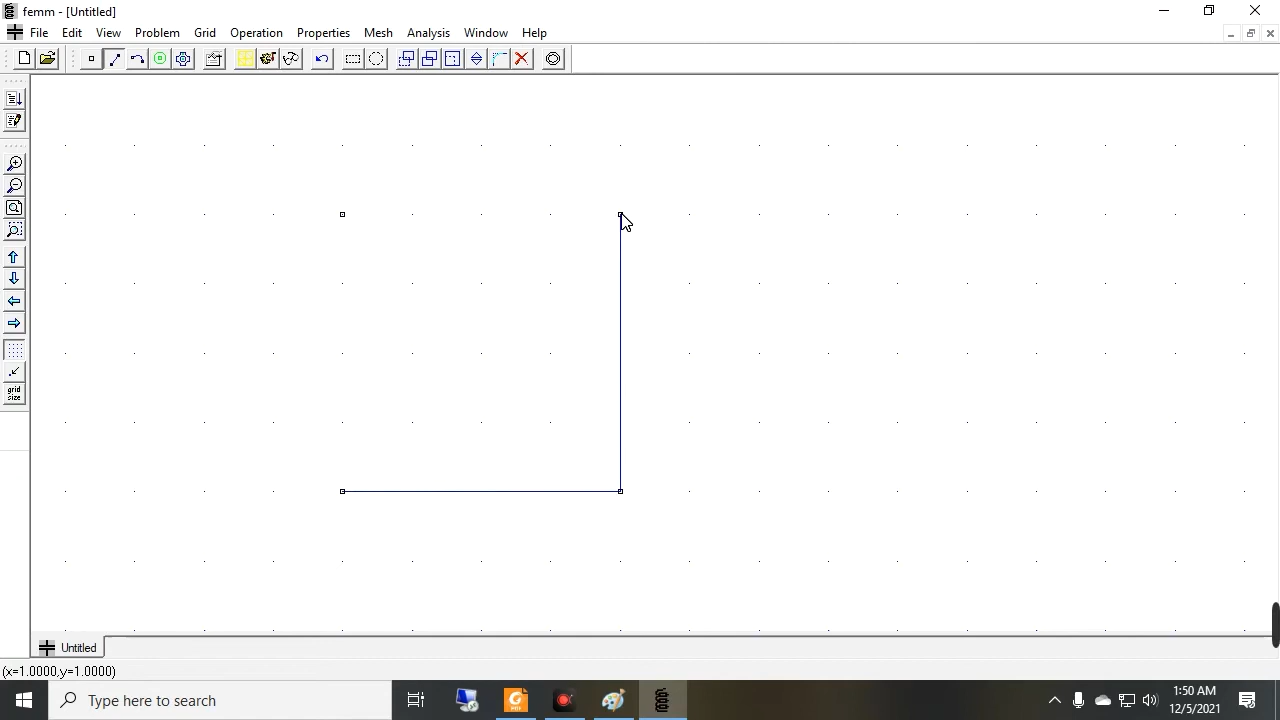 femm - [Untitled]
File Edit View Problem Grid Operation Properties Mesh Analysis Window Help
grid
size
Untitled
(x=1.0000,y=1.0000)
Type here to search
1:50 AM
12/5/2021